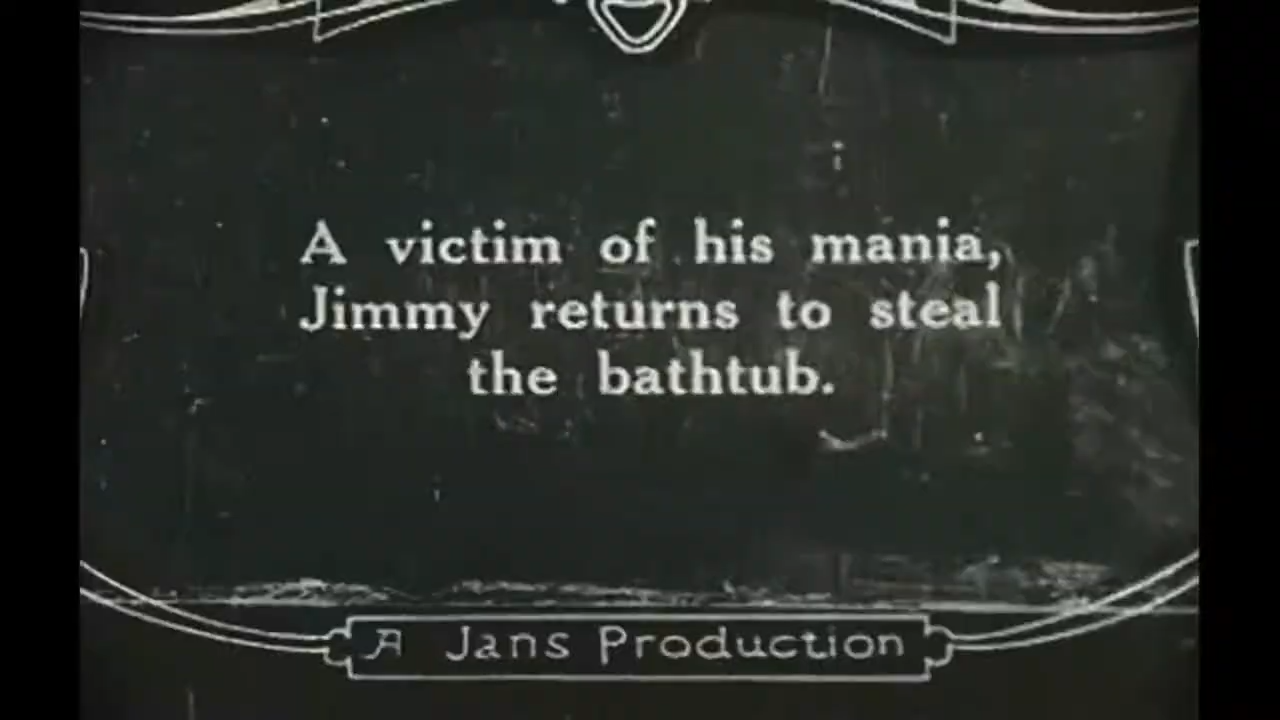 A victim of his mania,
Jimmy returns to steal
the bathtub.
A Jans Production